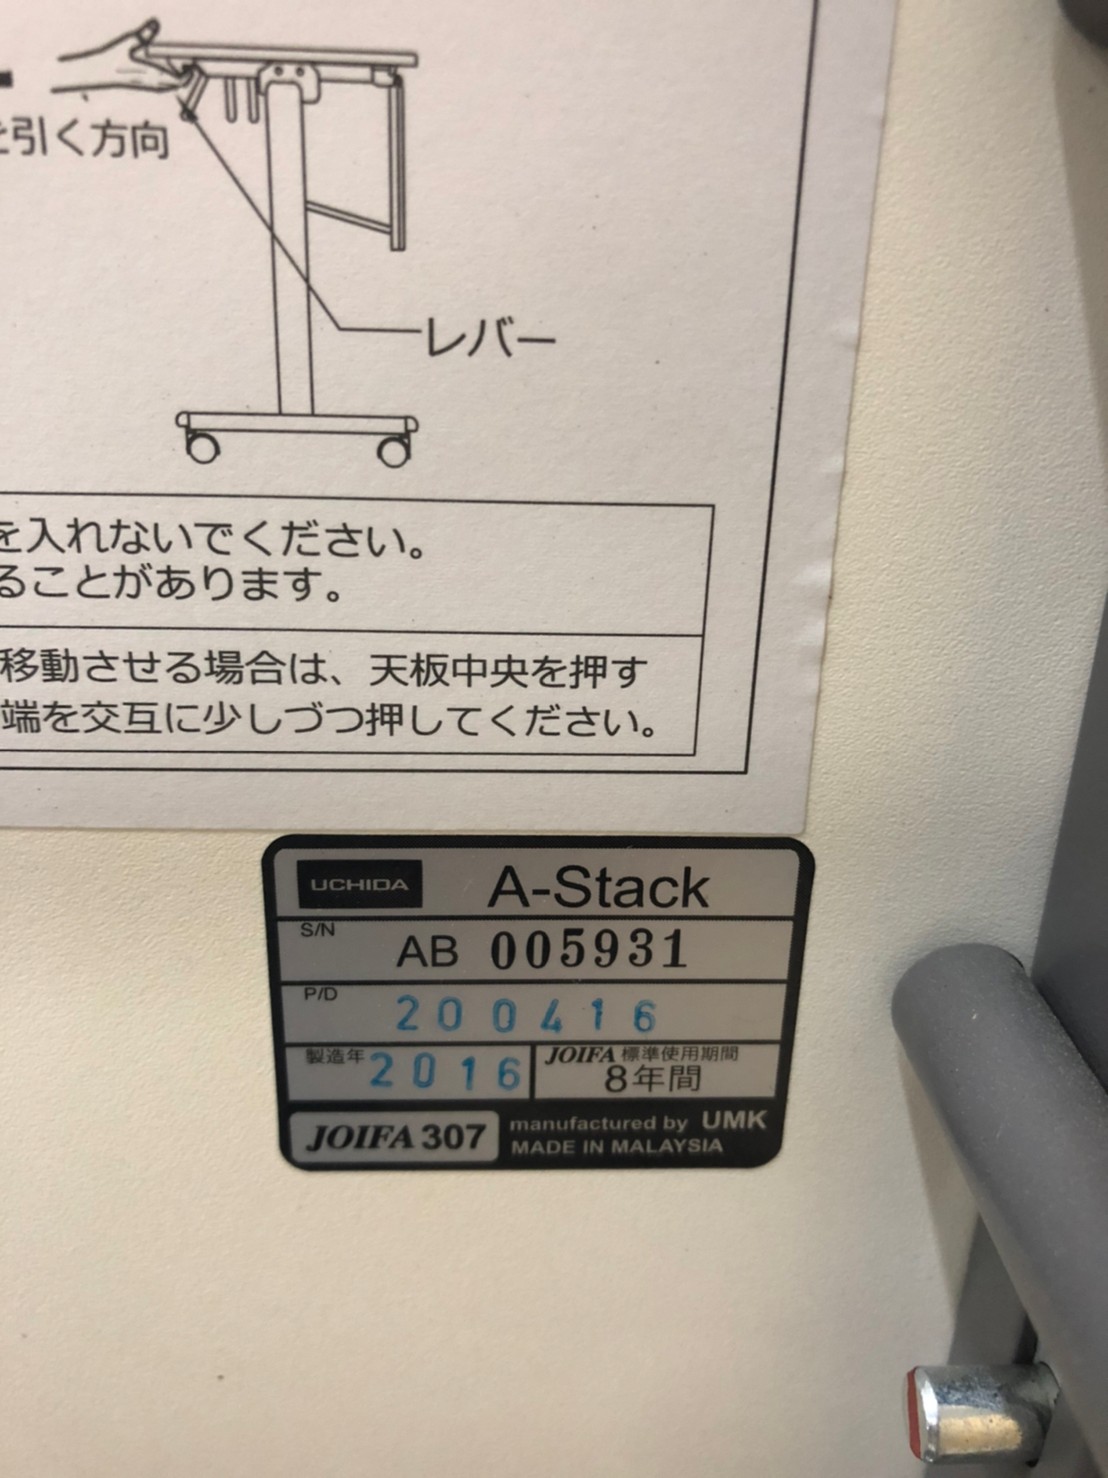 を引く方向
レバー
を入れないでください。
ることがあります。
移動させる場合は、天板中央を押す
端を交互に少しづつ押してください。
UCHIDA A-Stack
S/N AB 005931
P/D 200416
製造年 2016 JOIFA 標準使用期間 8年間
JOIFA 307 manufactured by UMK
MADE IN MALAYSIA